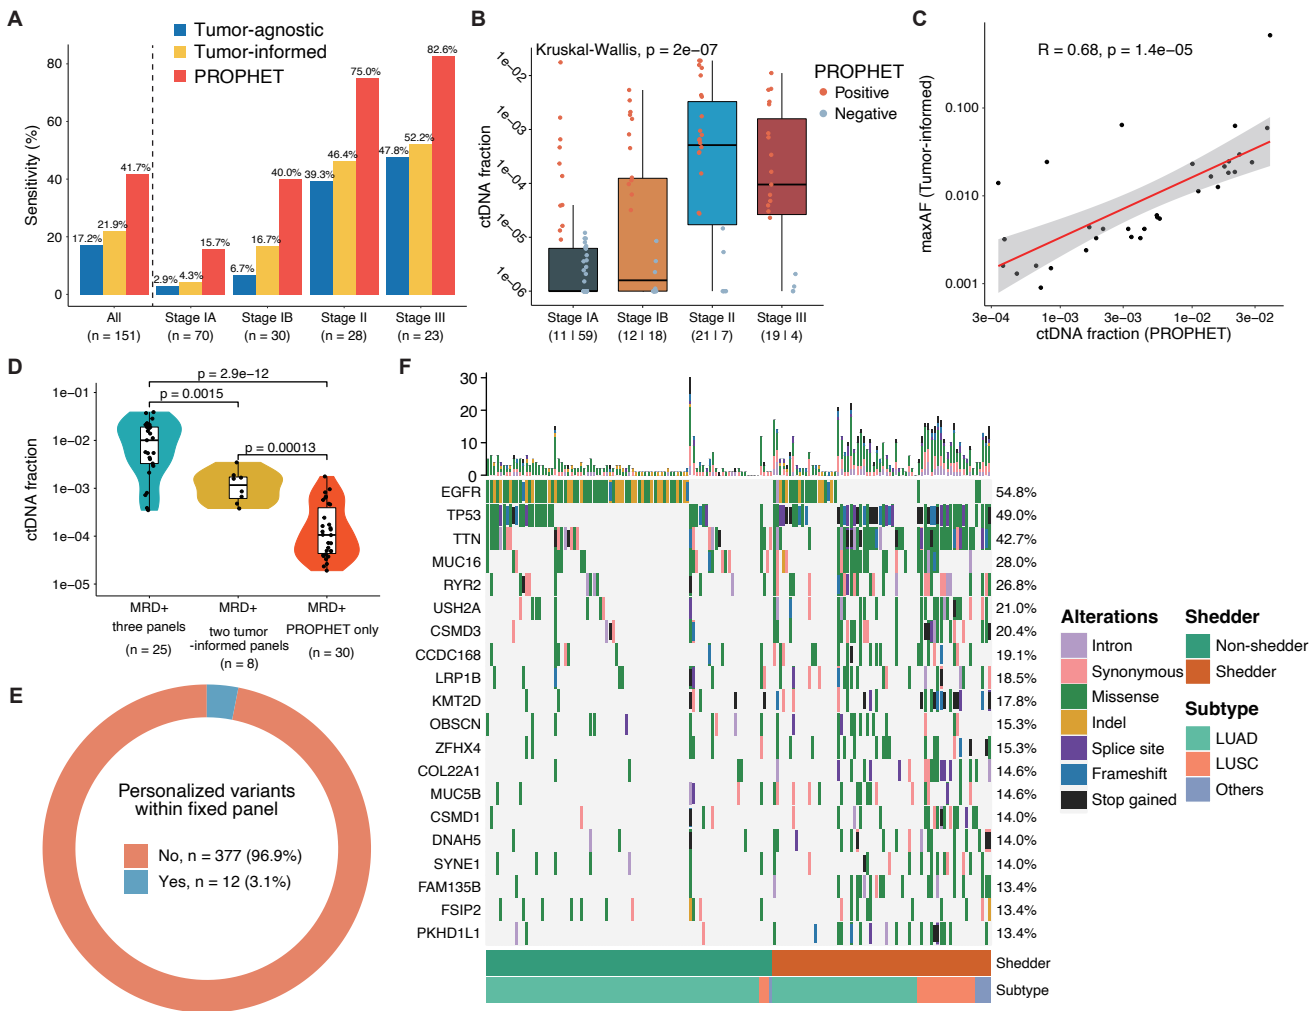 A
Tumor-agnostic
Tumor-informed
PROPHET
Sensitivity (%)
80
60
40
20
0
17.2%
21.9%
41.7%
2.9%
4.3%
15.7%
6.7%
16.7%
40.0%
39.3%
46.4%
75.0%
47.8%
52.2%
82.6%
All
Stage IA
Stage IB
Stage II
Stage III
(n = 151)
(n = 70)
(n = 30)
(n = 28)
(n = 23)
B
Kruskal-Wallis, p = 2e-07
ctDNA fraction
1e-02
1e-03
1e-04
1e-05
1e-06
PROPHET
Positive
Negative
Stage IA
Stage IB
Stage II
Stage III
(11 | 59)
(12 | 18)
(21 | 7)
(19 | 4)
C
R = 0.68, p = 1.4e-05
maxAF (Tumor-informed)
0.100
0.010
0.001
3e-04
1e-03
3e-03
1e-02
3e-02
ctDNA fraction (PROPHET)
D
p = 2.9e-12
p = 0.0015
p = 0.00013
ctDNA fraction
1e-01
1e-02
1e-03
1e-04
1e-05
MRD+
three panels
(n = 25)
MRD+
two tumor
-informed panels
(n = 8)
MRD+
PROPHET only
(n = 30)
E
Personalized variants
within fixed panel
No, n = 377 (96.9%)
Yes, n = 12 (3.1%)
F
30
20
10
0
EGFR 54.8%
TP53 49.0%
TTN 42.7%
MUC16 28.0%
RYR2 26.8%
USH2A 21.0%
CSMD3 20.4%
CCDC168 19.1%
LRP1B 18.5%
KMT2D 17.8%
OBSCN 15.3%
ZFHX4 15.3%
COL22A1 14.6%
MUC5B 14.6%
CSMD1 14.0%
DNAH5 14.0%
SYNE1 14.0%
FAM135B 13.4%
FSIP2 13.4%
PKHD1L1 13.4%
Shedder
Subtype
Alterations
Intron
Synonymous
Missense
Indel
Splice site
Frameshift
Stop gained
Shedder
Non-shedder
Shedder
Subtype
LUAD
LUSC
Others